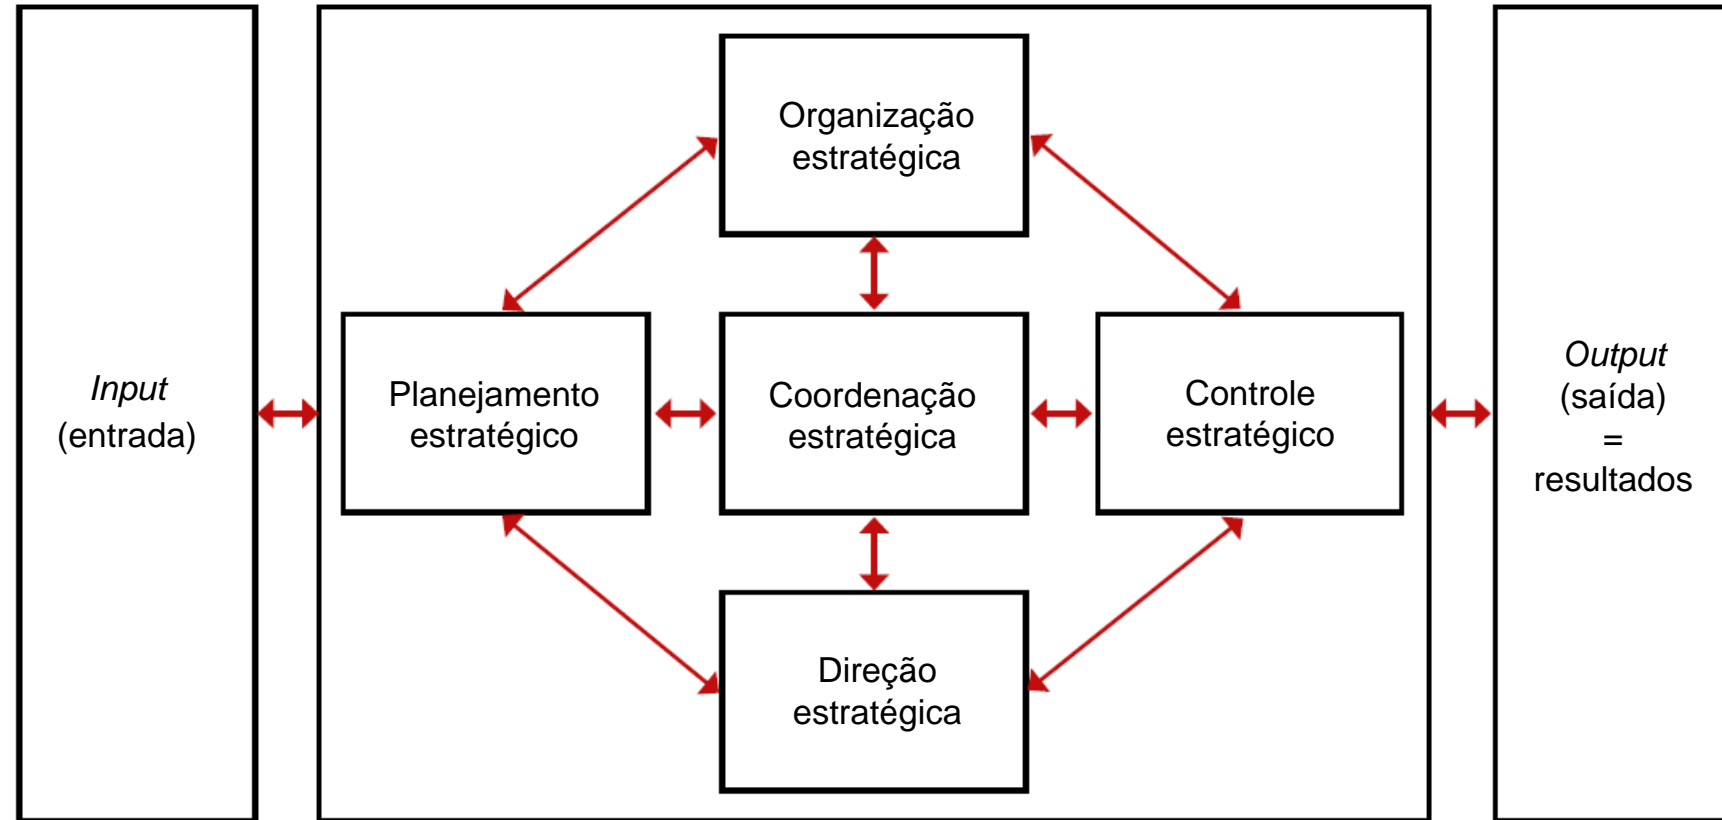 Input
(entrada)
Organização
estratégica
Planejamento
estratégico
Coordenação
estratégica
Controle
estratégico
Direção
estratégica
Output
(saída)
=
resultados